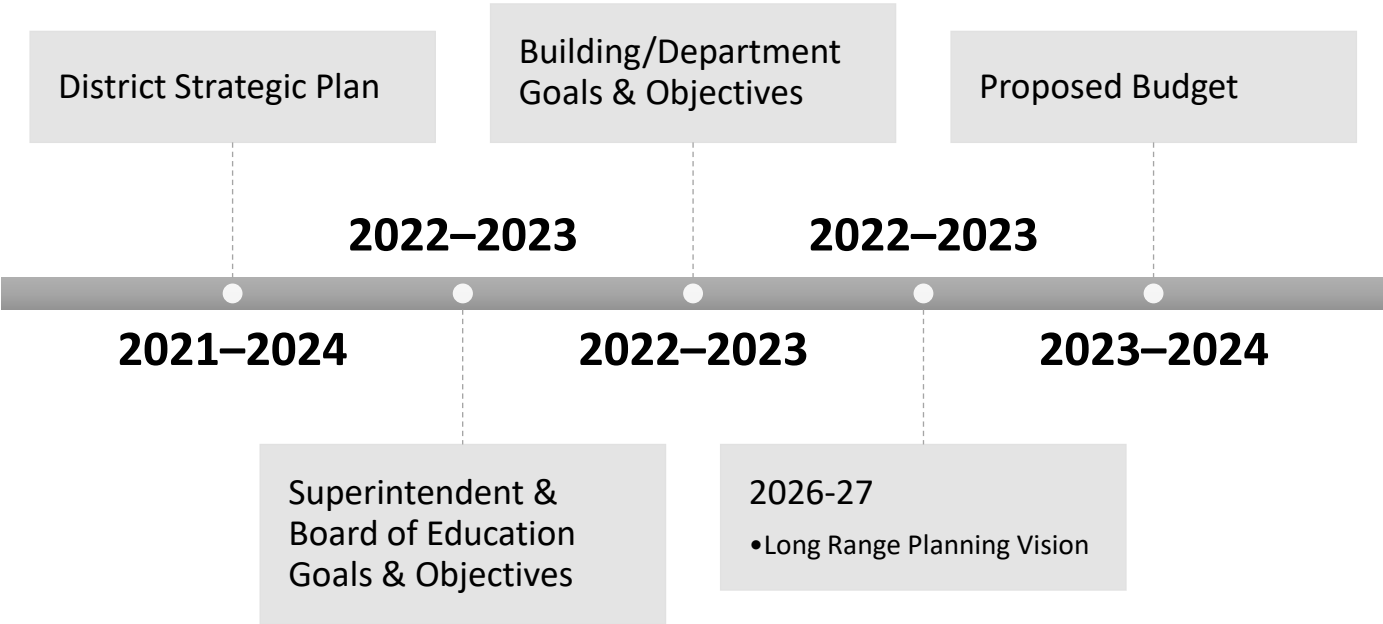 District Strategic Plan
Building/Department
Goals & Objectives
Proposed Budget
2022–2023
2022–2023
2021–2024
2022–2023
2023–2024
Superintendent &
Board of Education
Goals & Objectives
2026-27
•Long Range Planning Vision